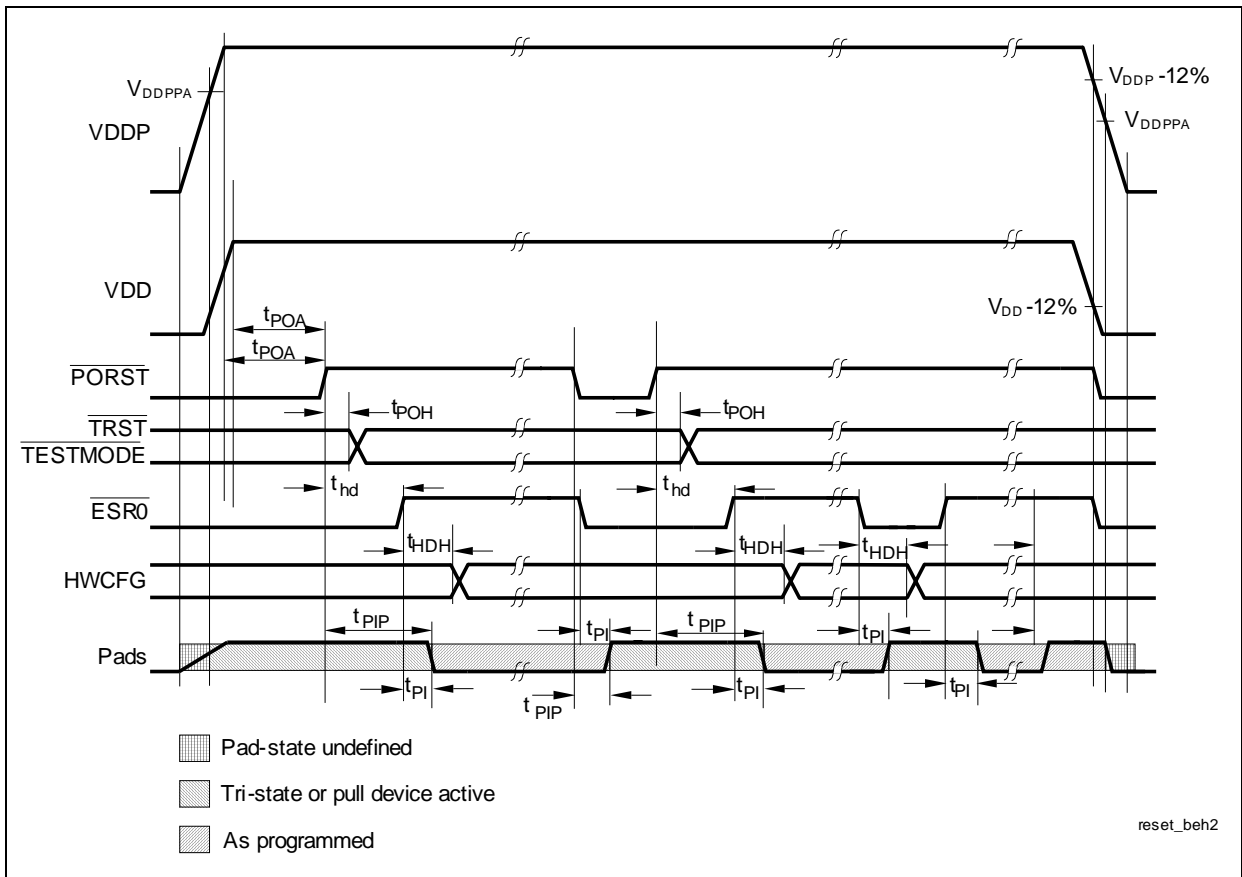 VDDPPA
VDDP -12%
VDDP
VDDPPA
VDD
VDD -12%
tPOA
tPOA
PORST
tPOH
tPOH
TRST
TESTMODE
thd
thd
ESR0
tHDH
tHDH
tHDH
HWCFG
tPIP
tPI
tPIP
tPI
Pads
tPI
tPIP
tPI
tPI
Pad-state undefined
Tri-state or pull device active
As programmed
reset_beh2